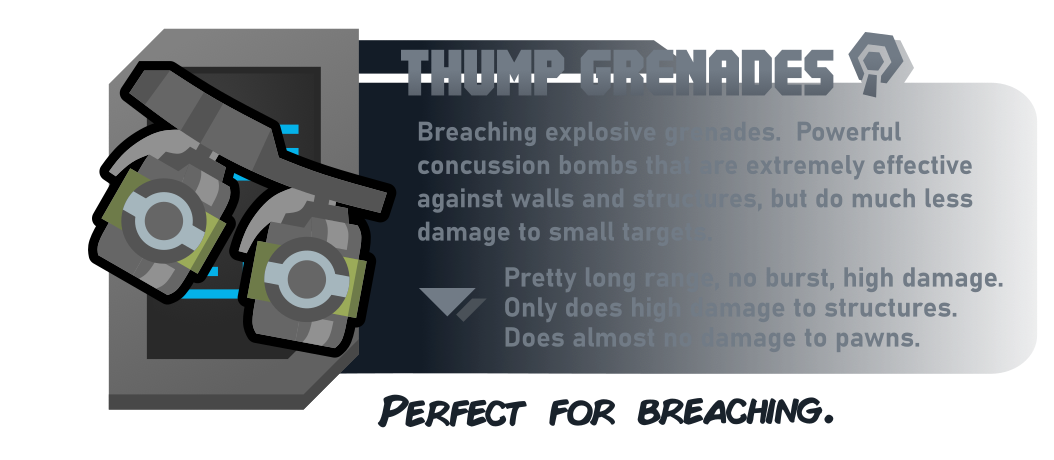 THUMP GRENADES
Breaching explosive grenades. Powerful
concussion bombs that are extremely effective
against walls and structures, but do much less
damage to small targets.
Pretty long range, no burst, high damage.
Only does high damage to structures.
Does almost no damage to pawns.
PERFECT FOR BREACHING.